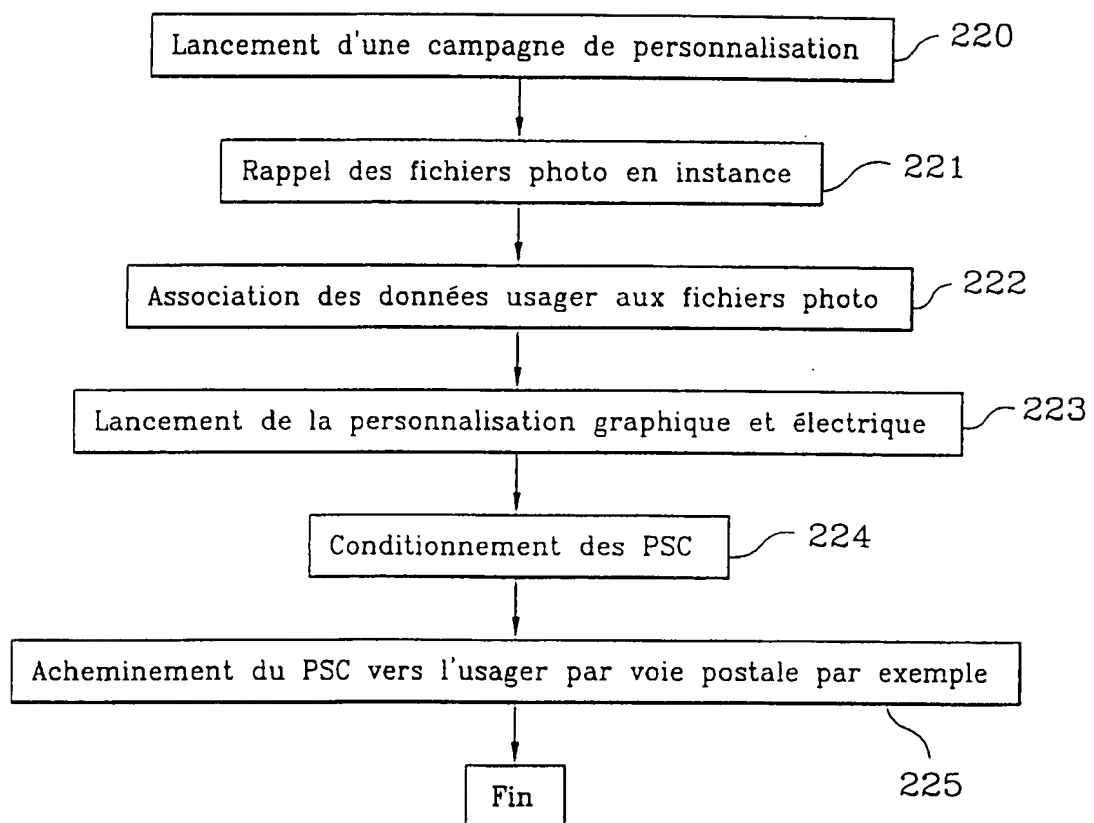 Lancement d'une campagne de personnalisation
220
Rappel des fichiers photo en instance
221
Association des données usager aux fichiers photo
222
Lancement de la personnalisation graphique et électrique
223
Conditionnement des PSC
224
Acheminement du PSC vers l'usager par voie postale par exemple
225
Fin